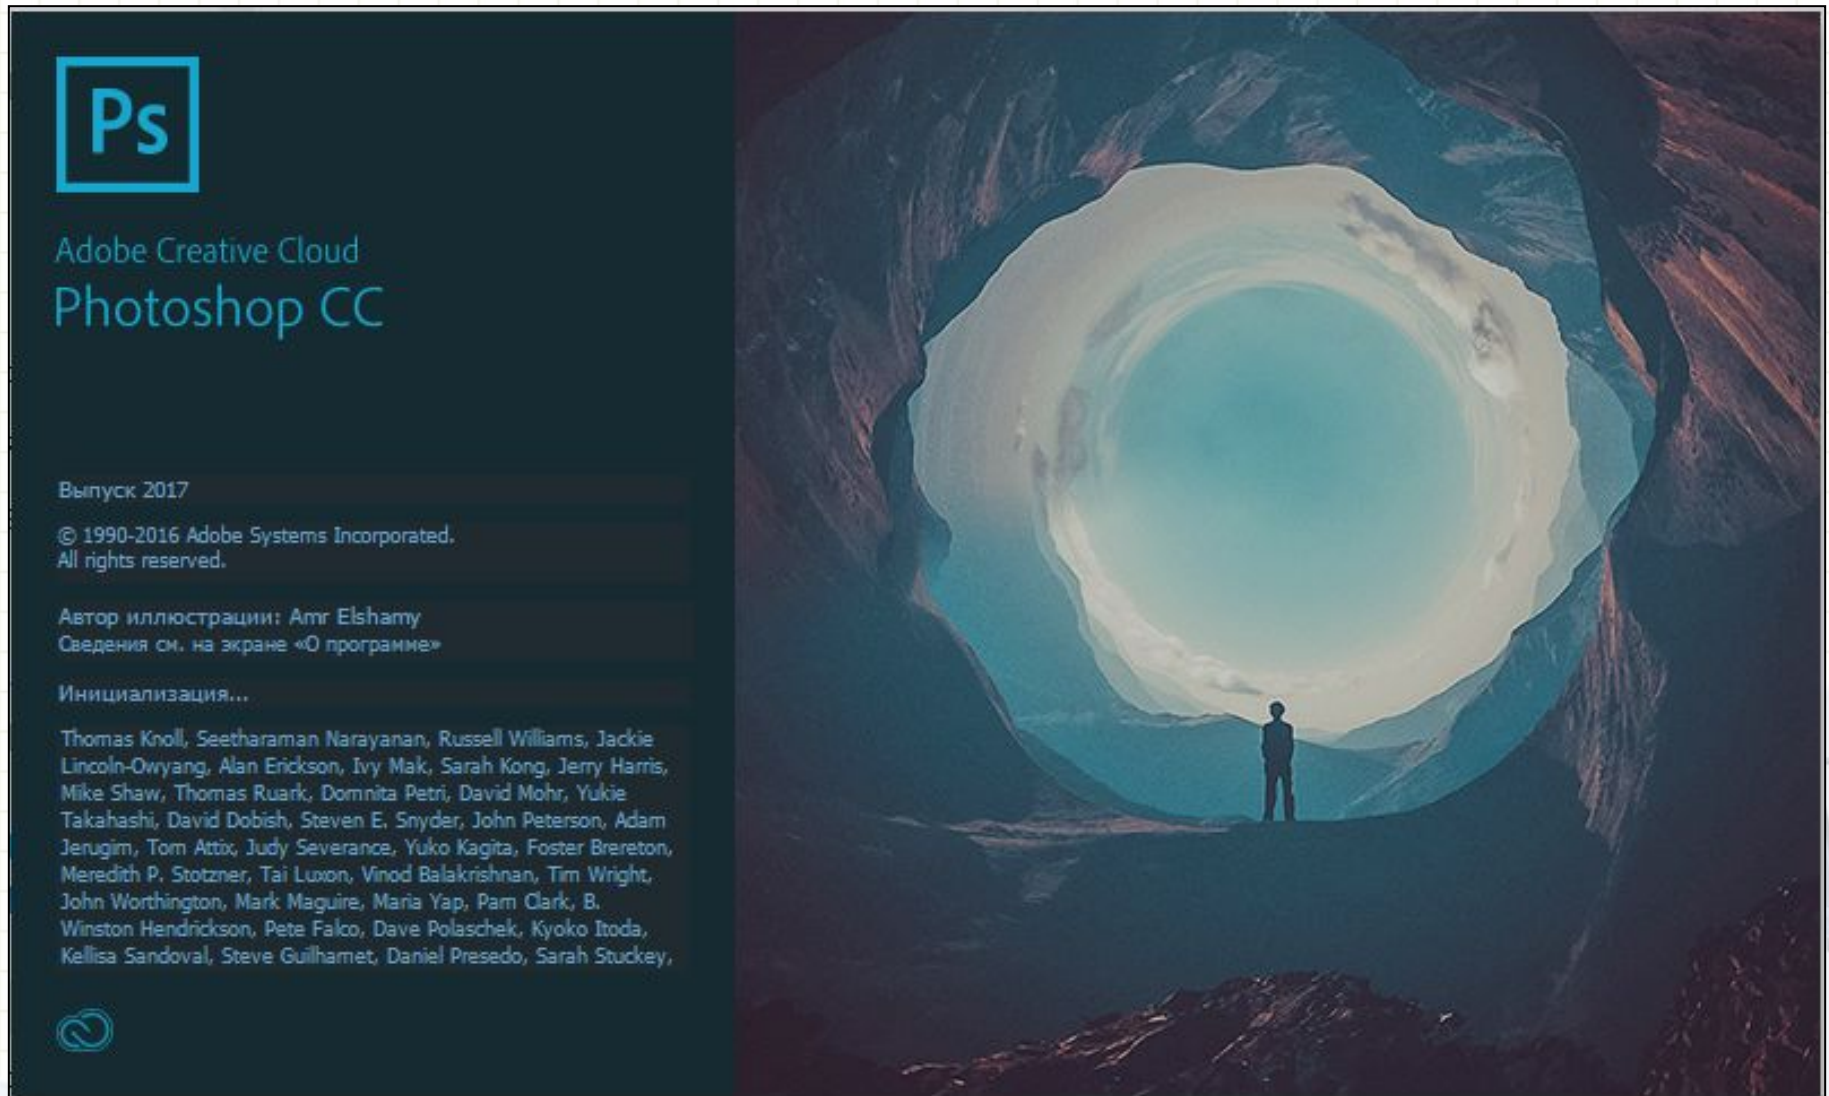 Ps
Adobe Creative Cloud
Photoshop CC
Выпуск 2017
© 1990-2016 Adobe Systems Incorporated.
All rights reserved.
Автор иллюстрации: Amr Elshamy
Сведения см. на экране «О программе»
Инициализация...
Thomas Knoll, Seetharaman Narayanan, Russell Williams, Jackie
Lincoln-Owyang, Alan Erickson, Ivy Mak, Sarah Kong, Jerry Harris,
Mike Shaw, Thomas Ruark, Domnita Petri, David Mohr, Yukie
Takahashi, David Dobish, Steven E. Snyder, John Peterson, Adam
Jerugim, Tom Attix, Judy Severance, Yuko Kagita, Foster Brereton,
Meredith P. Stotzner, Tai Luxon, Vinod Balakrishnan, Tim Wright,
John Worthington, Mark Maguire, Maria Yap, Pam Clark, B.
Winston Hendrickson, Pete Falco, Dave Polaschek, Kyoko Itoda,
Kellisa Sandoval, Steve Guilhamet, Daniel Presedo, Sarah Stuckey,